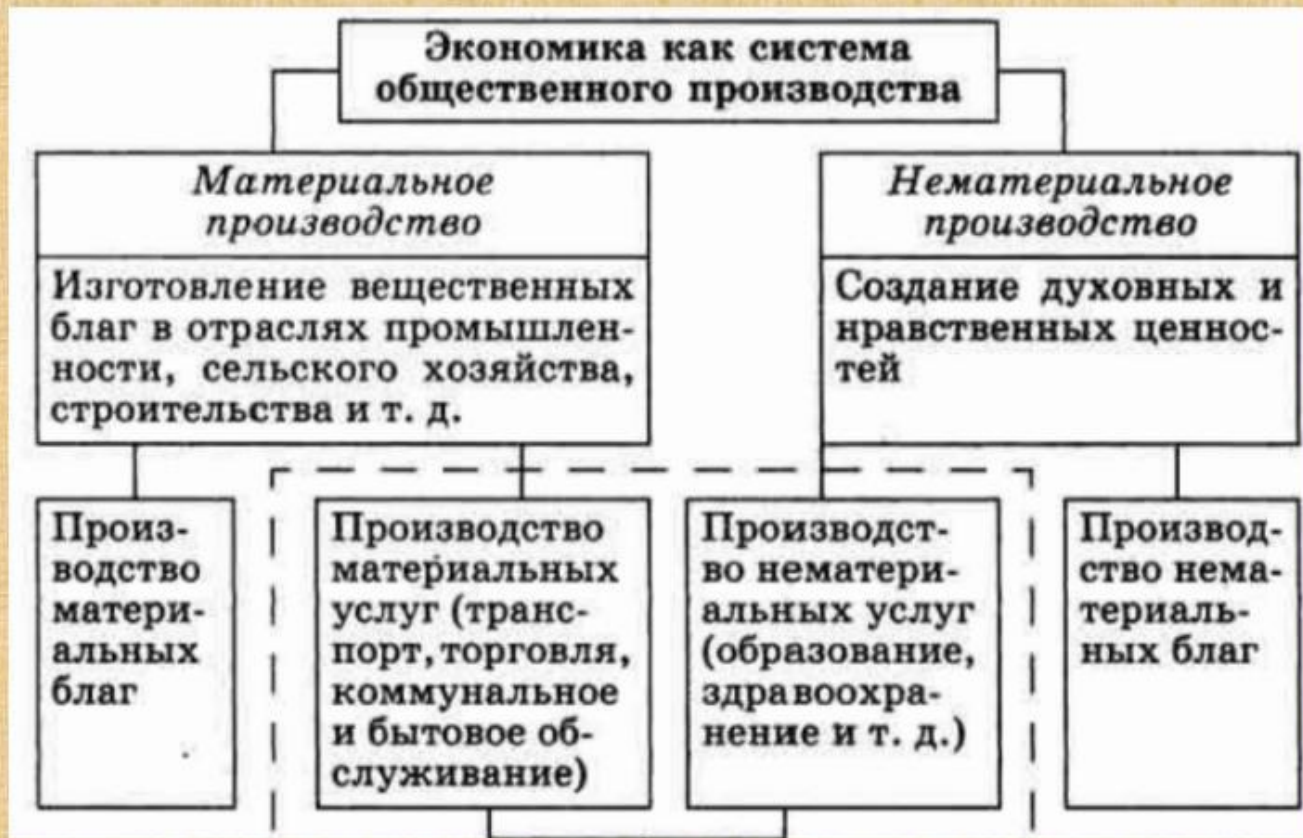 Экономика как система
общественного производства
Материальное
производство
Изготовление вещественных
благ в отраслях промышлен-
ности, сельского хозяйства,
строительства и т. д.
Нематериальное
производство
Создание духовных и
нравственных ценнос-
тей
Произ-
водство
матери-
альных
благ
Производство
материальных
услуг (транс-
порт, торговля,
коммунальное
и бытовое об-
служивание)
Производст-
во нематери-
альных услуг
(образование,
здравоохра-
нение и т. д.)
Производ-
ство нема-
териаль-
ных благ